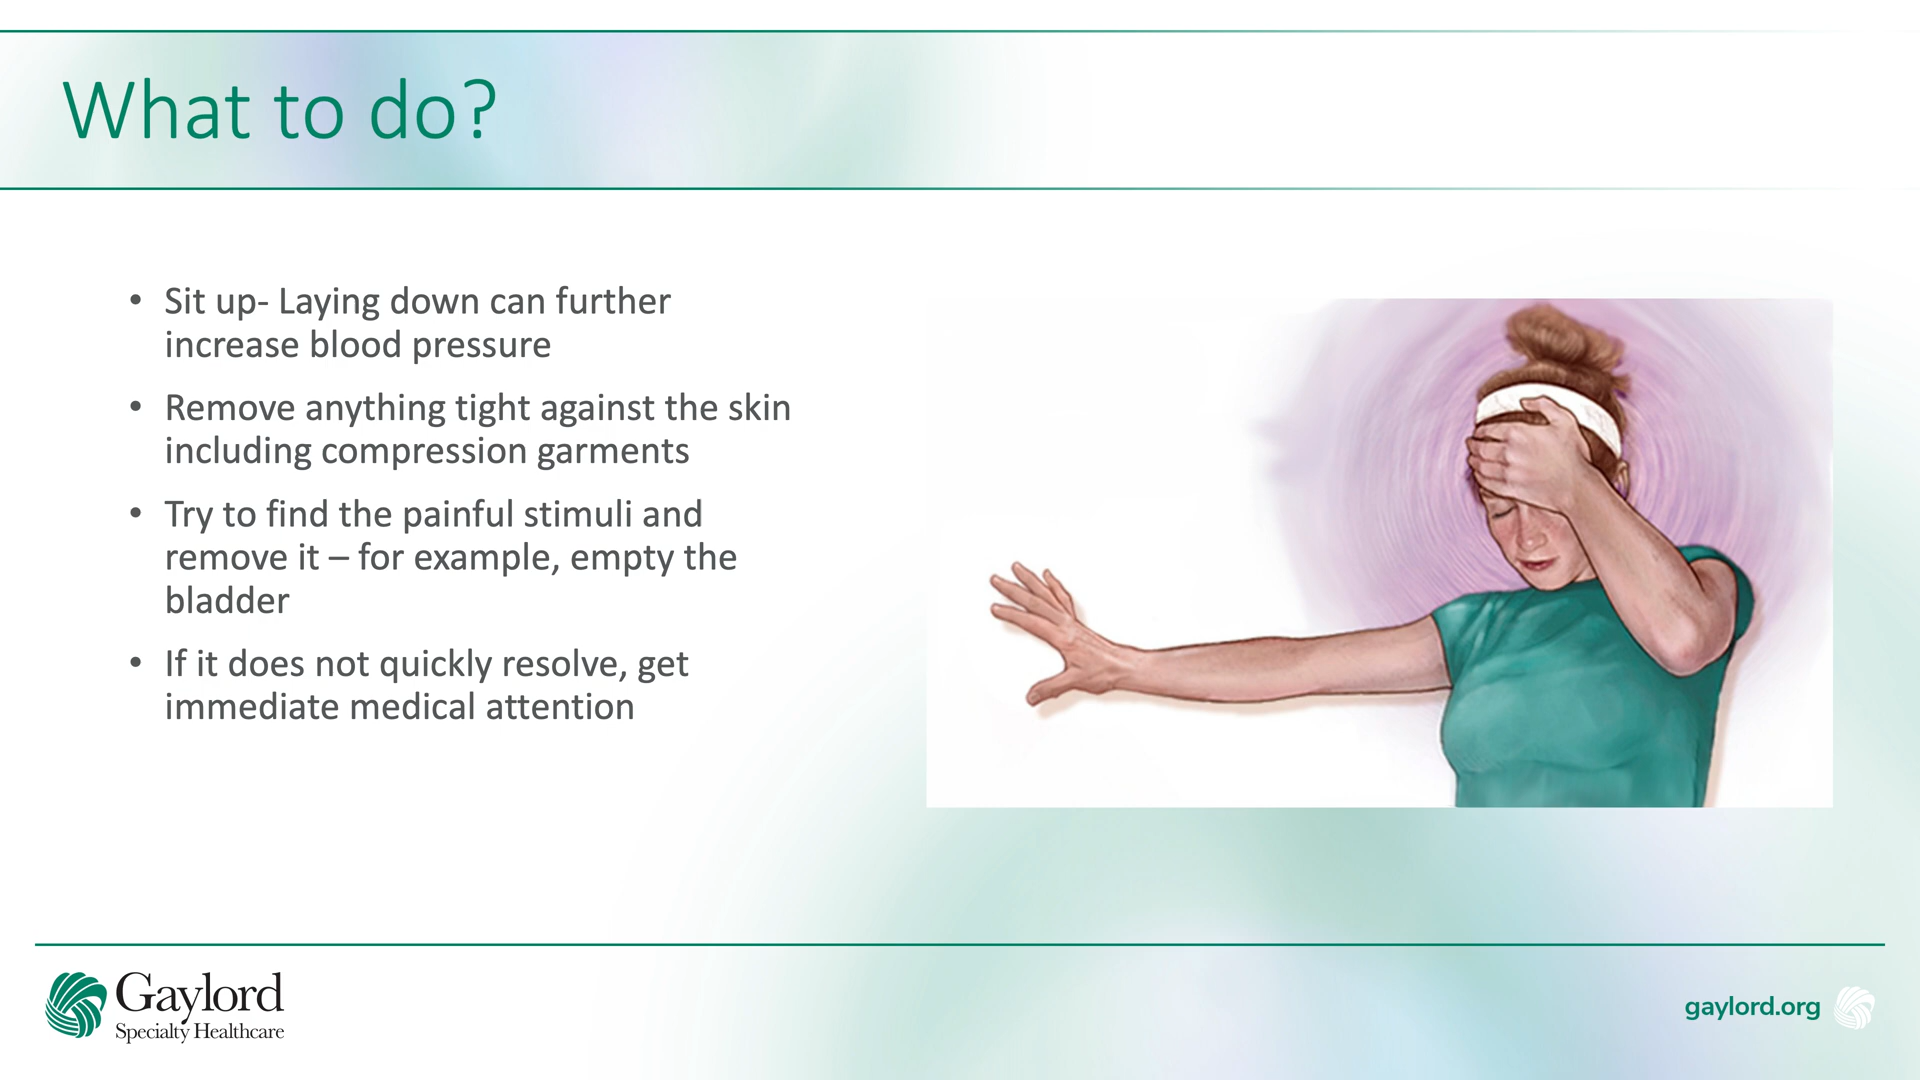 What to do?
• Sit up- Laying down can further
increase blood pressure
• Remove anything tight against the skin
including compression garments
• Try to find the painful stimuli and
remove it – for example, empty the
bladder
• If it does not quickly resolve, get
immediate medical attention
Gaylord
Specialty Healthcare
gaylord.org